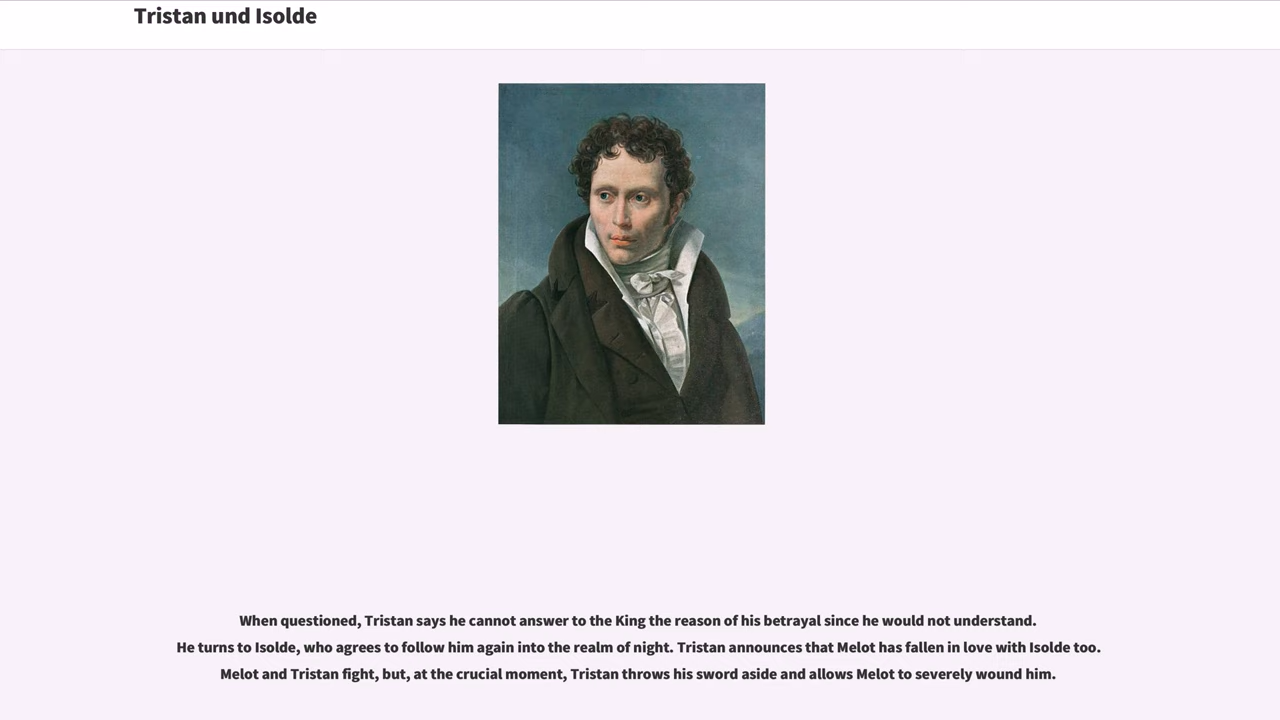 Tristan und Isolde
When questioned, Tristan says he cannot answer to the King the reason of his betrayal since he would not understand.
He turns to Isolde, who agrees to follow him again into the realm of night. Tristan announces that Melot has fallen in love with Isolde too.
Melot and Tristan fight, but, at the crucial moment, Tristan throws his sword aside and allows Melot to severely wound him.